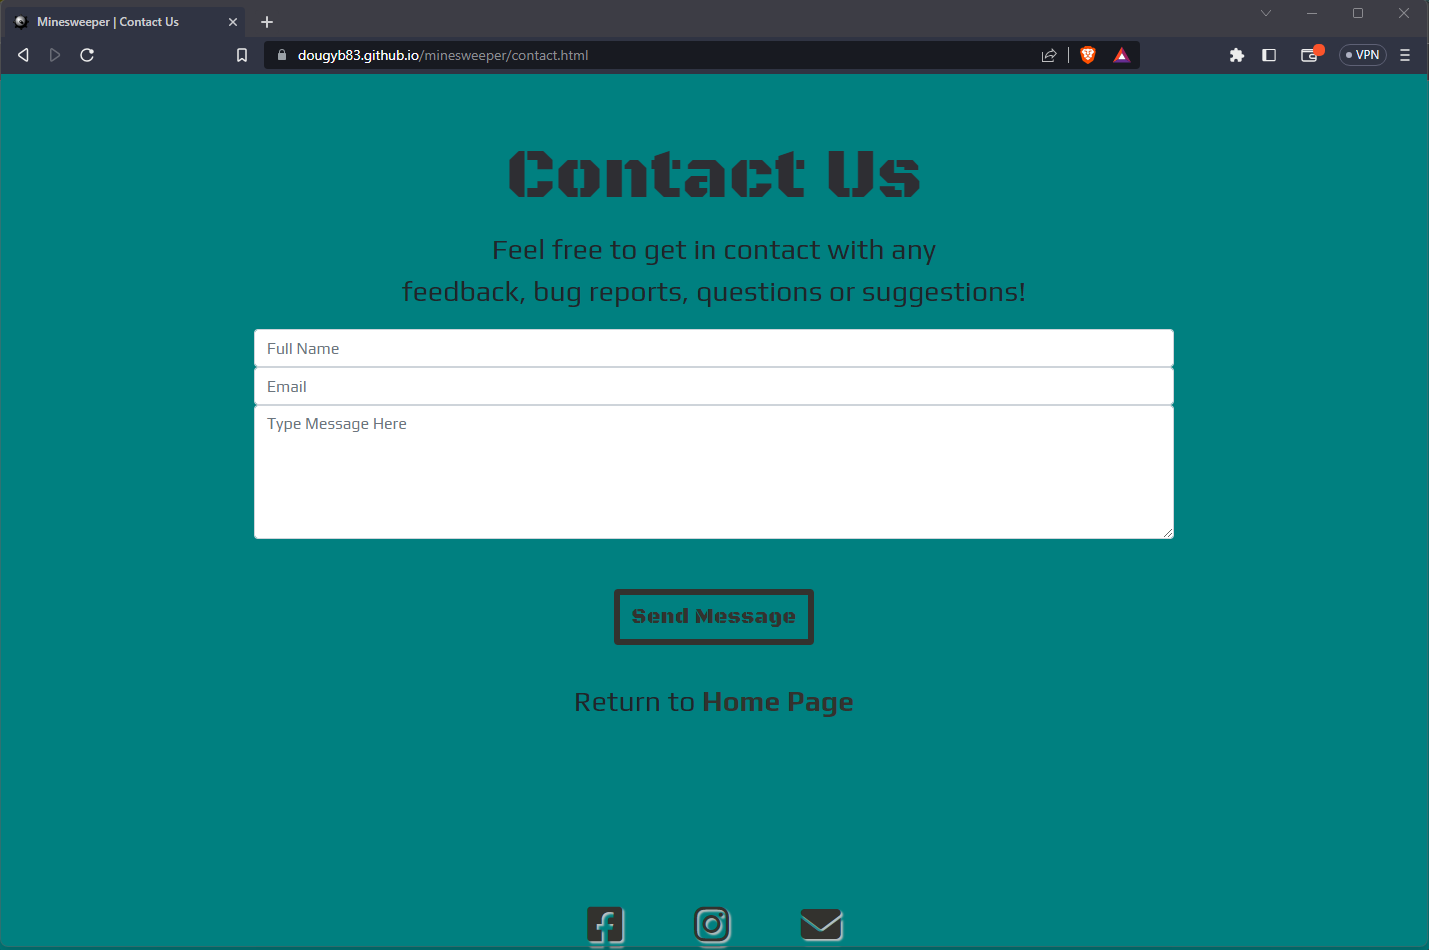 Minesweeper | Contact Us
dougyb83.github.io/minesweeper/contact.html
VPN
Contact Us
Feel free to get in contact with any
feedback, bug reports, questions or suggestions!
Full Name
Email
Type Message Here
Send Message
Return to Home Page